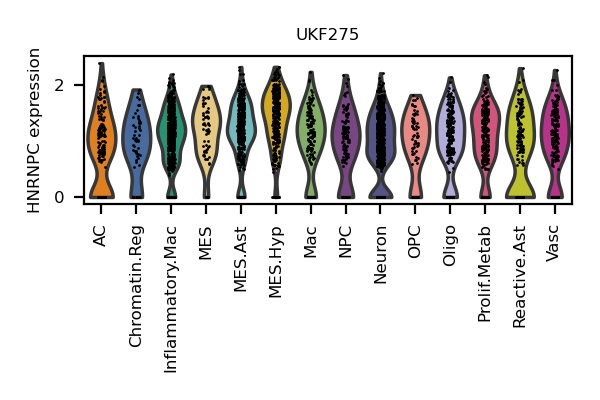 UKF275
HNRNPC expression
2
0
AC
Chromatin.Reg
Inflammatory.Mac
MES
MES.Ast
MES.Hyp
Mac
NPC
Neuron
OPC
Oligo
Prolif.Metab
Reactive.Ast
Vasc